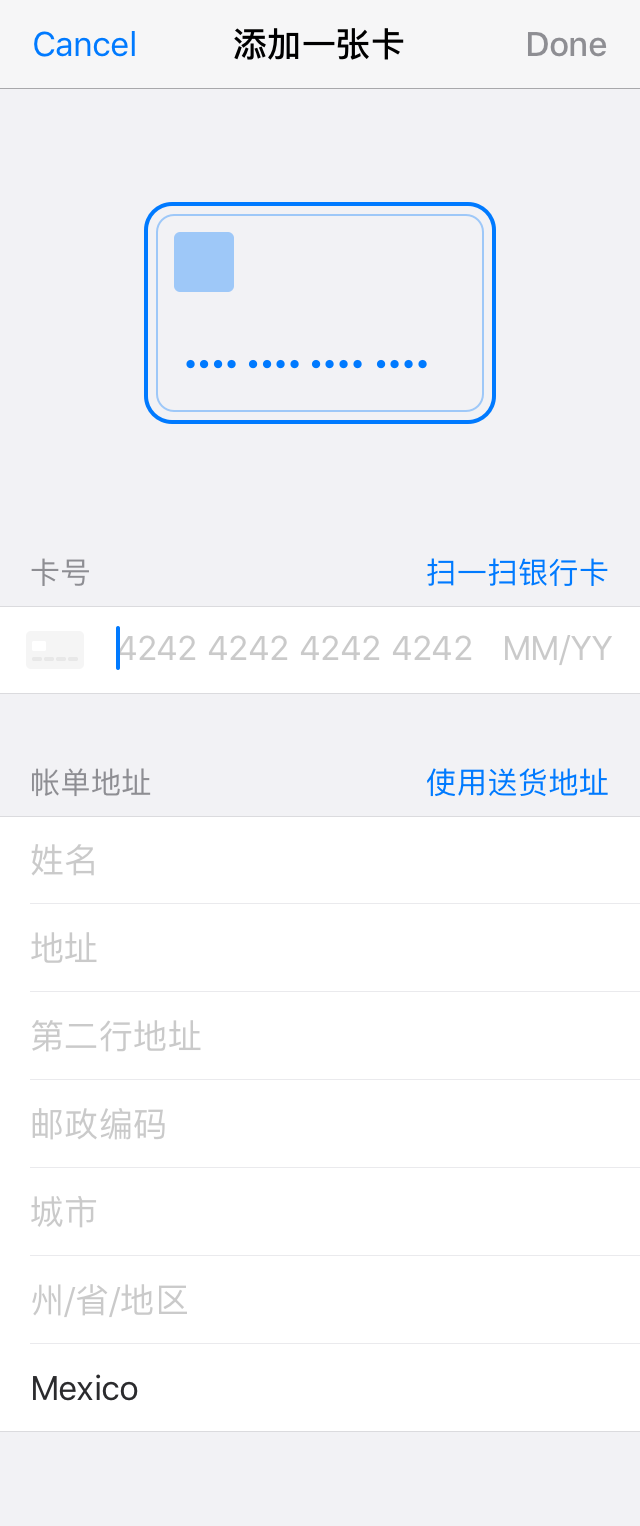 Cancel 添加一张卡 Done
•••• •••• •••• ••••
卡号 扫一扫银行卡
4242 4242 4242 4242 MM/YY
帐单地址 使用送货地址
姓名
地址
第二行地址
邮政编码
城市
州/省/地区
Mexico